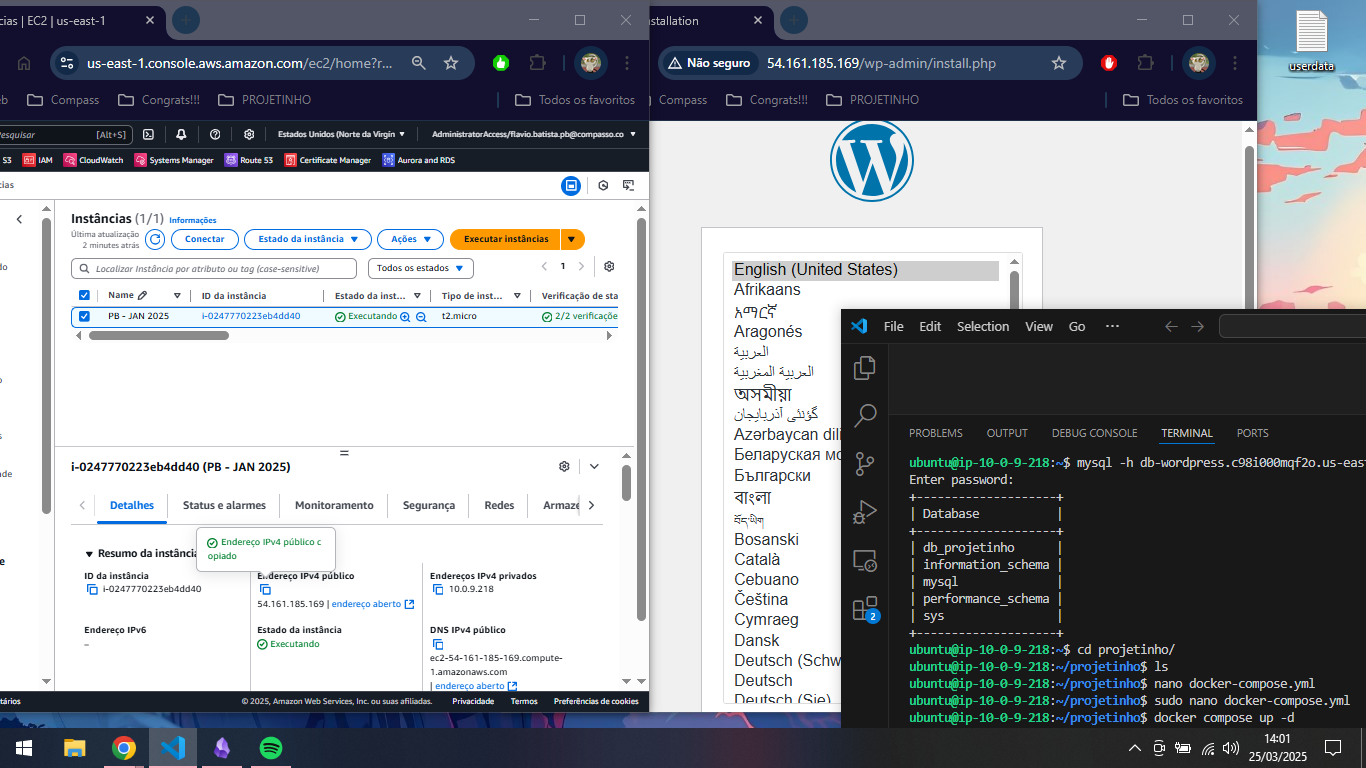 cias | EC2 | us-east-1
us-east-1.console.aws.amazon.com/ec2/home?r...
Compass
Congrats!!!
PROJETINHO
Todos os favoritos
Pesquisar
[Alt+S]
Estados Unidos (Norte da Virgín
AdministratorAccess/flavio.batista.pb@compasso.co
S3
IAM
CloudWatch
Systems Manager
Route 53
Certificate Manager
Aurora and RDS
Instâncias (1/1) Informações
Última atualização
2 minutes atrás
Conectar
Estado da instância
Ações
Executar instâncias
Localizar Instância por atributo ou tag (case-sensitive)
Todos os estados
1
Name
ID da instância
Estado da inst...
Tipo de inst...
Verificação de sta
PB - JAN 2025
i-0247770223eb4dd40
Executando
t2.micro
2/2 verificaçõe
i-0247770223eb4dd40 (PB - JAN 2025)
Detalhes
Status e alarmes
Monitoramento
Segurança
Redes
Armaze
Endereço IPv4 público c
opiado
Resumo da instância
ID da instância
i-0247770223eb4dd40
Endereço IPv4 público
54.161.185.169 | endereço aberto
Endereços IPv4 privados
10.0.9.218
Endereço IPv6
–
Estado da instância
Executando
DNS IPv4 público
ec2-54-161-185-169.compute-
1.amazonaws.com
| endereço aberto
© 2025, Amazon Web Services, Inc. ou suas afiliadas.
Privacidade
Termos
Preferências de cookies
nstallation
Não seguro
54.161.185.169/wp-admin/install.php
Compass
Congrats!!!
PROJETINHO
Todos os favoritos
English (United States)
Afrikaans
አማርኛ
Aragonés
العربية
العربية المغربية
অসমীয়া
گؤنئی آذربایجان
Azərbaycan dili
Беларуская мо
Български
বাংলা
བོད་ཡིག
Bosanski
Català
Cebuano
Čeština
Cymraeg
Dansk
Deutsch (Schw
Deutsch
Deutsch (Sie)
userdata
File
Edit
Selection
View
Go
...
PROBLEMS
OUTPUT
DEBUG CONSOLE
TERMINAL
PORTS
ubuntu@ip-10-0-9-218:~$ mysql -h db-wordpress.c98i000mqf2o.us-eas
Enter password:
+--------------------+
| Database           |
+--------------------+
| db_projetinho      |
| information_schema |
| mysql              |
| performance_schema |
| sys                |
+--------------------+
ubuntu@ip-10-0-9-218:~$ cd projetinho/
ubuntu@ip-10-0-9-218:~/projetinho$ ls
ubuntu@ip-10-0-9-218:~/projetinho$ nano docker-compose.yml
ubuntu@ip-10-0-9-218:~/projetinho$ sudo nano docker-compose.yml
ubuntu@ip-10-0-9-218:~/projetinho$ docker compose up -d
2
14:01
25/03/2025